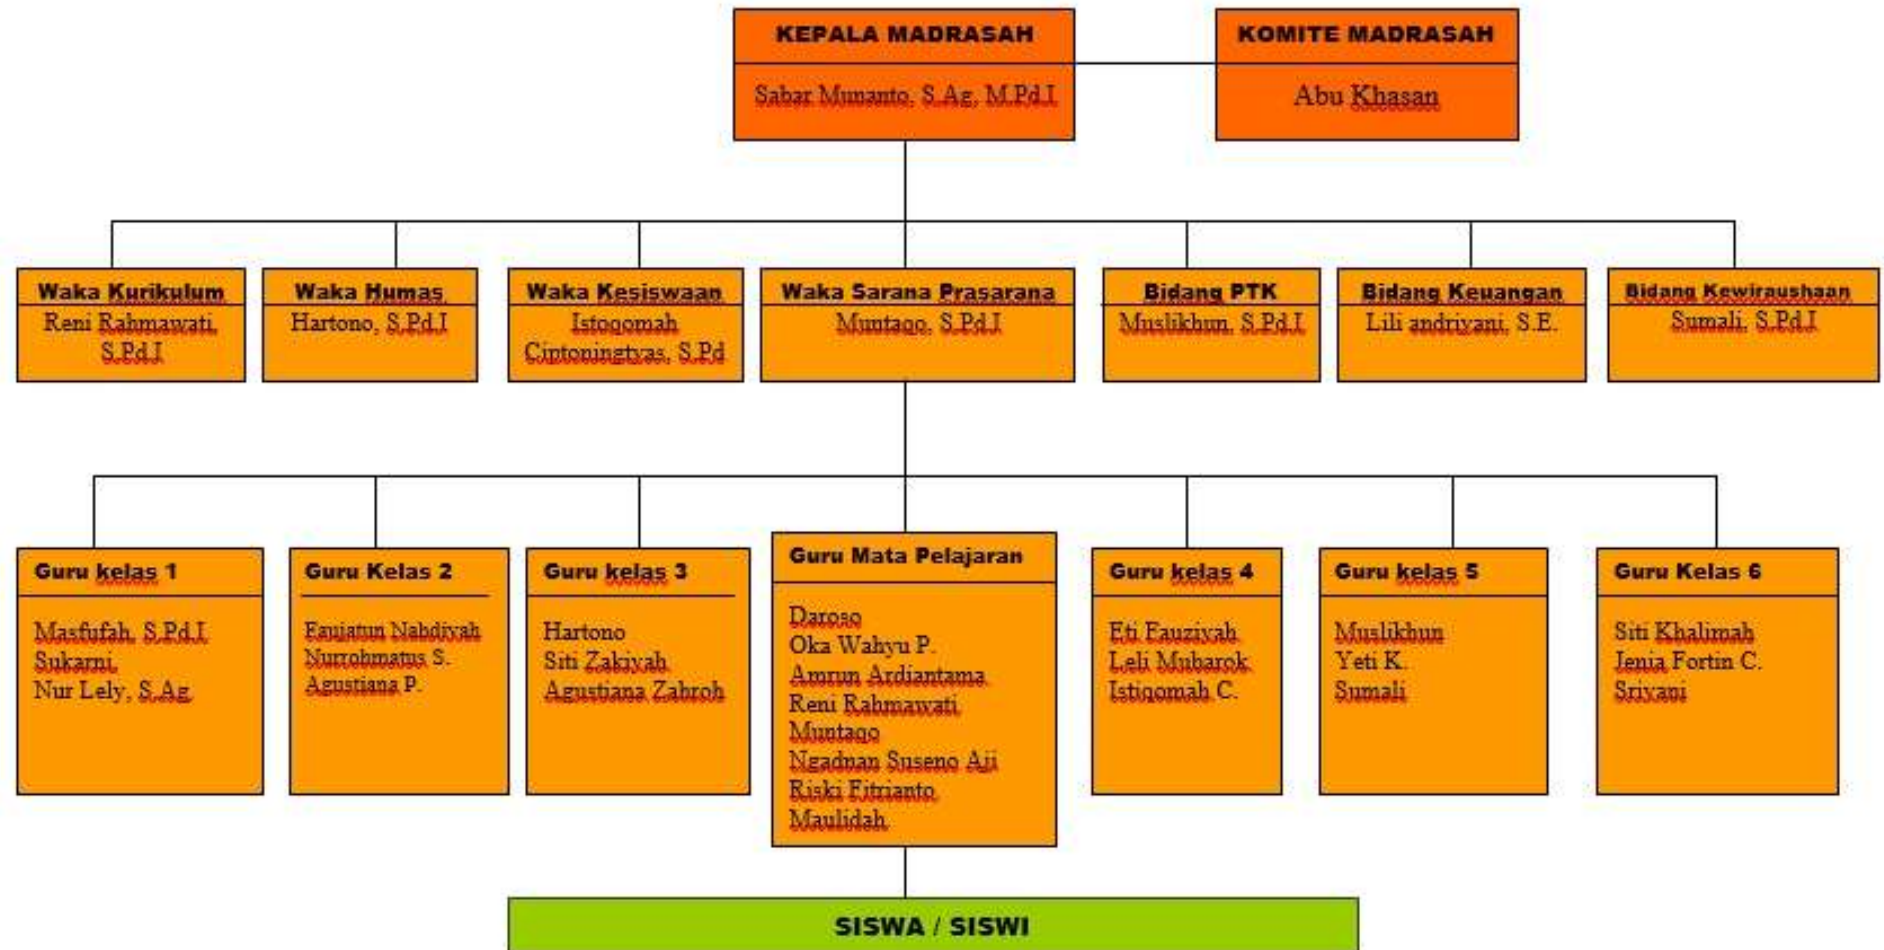 KEPALA MADRASAH
Sabar Munanto, S.Ag, M.Pd.I
KOMITE MADRASAH
Abu Khasan
Waka Kurikulum
Reni Rahmawati,
S.Pd.I
Waka Humas
Hartono, S.Pd.I
Waka Kesiswaan
Istoqomah
Ciptoningtyas, S.Pd
Waka Sarana Prasarana
Muntaqo, S.Pd.I
Bidang PTK
Muslikhun, S.Pd.I
Bidang Keuangan
Lili andriyani, S.E.
Bidang Kewiraushaan
Sumali, S.Pd.I
Guru kelas 1
Masfufah, S.Pd.I
Sukarni,
Nur Lely, S.Ag
Guru Kelas 2
Faujatun Nahdiyah
Nurrohmatus S.
Agustiana P.
Guru kelas 3
Hartono
Siti Zakiyah
Agustiana Zahroh
Guru Mata Pelajaran
Daroso
Oka Wahyu P.
Amrun Ardiantama
Reni Rahmawati
Muntaqo
Ngadnan Suseno Aji
Riski Fitrianto
Maulidah
Guru kelas 4
Eti Fauziyah
Leli Mubarok
Istiqomah C.
Guru kelas 5
Muslikhun
Yeti K.
Sumali
Guru Kelas 6
Siti Khalimah
Jenia Fortin C.
Sriyani
SISWA / SISWI